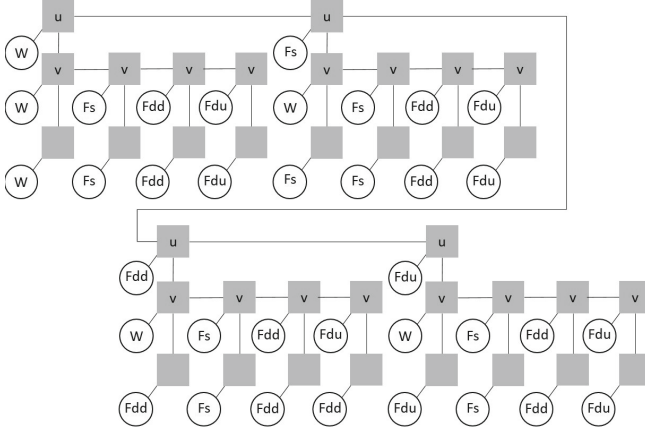 u u
W Fs
v v v v v v v v
W Fs Fdd Fdu W Fs Fdd Fdu
W Fs Fdd Fdu Fs Fs Fdd Fdu
u u
Fdd Fdu
v v v v v v v v
W Fs Fdd Fdu W Fs Fdd Fdu
Fdd Fs Fdd Fdd Fdu Fs Fdd Fdu